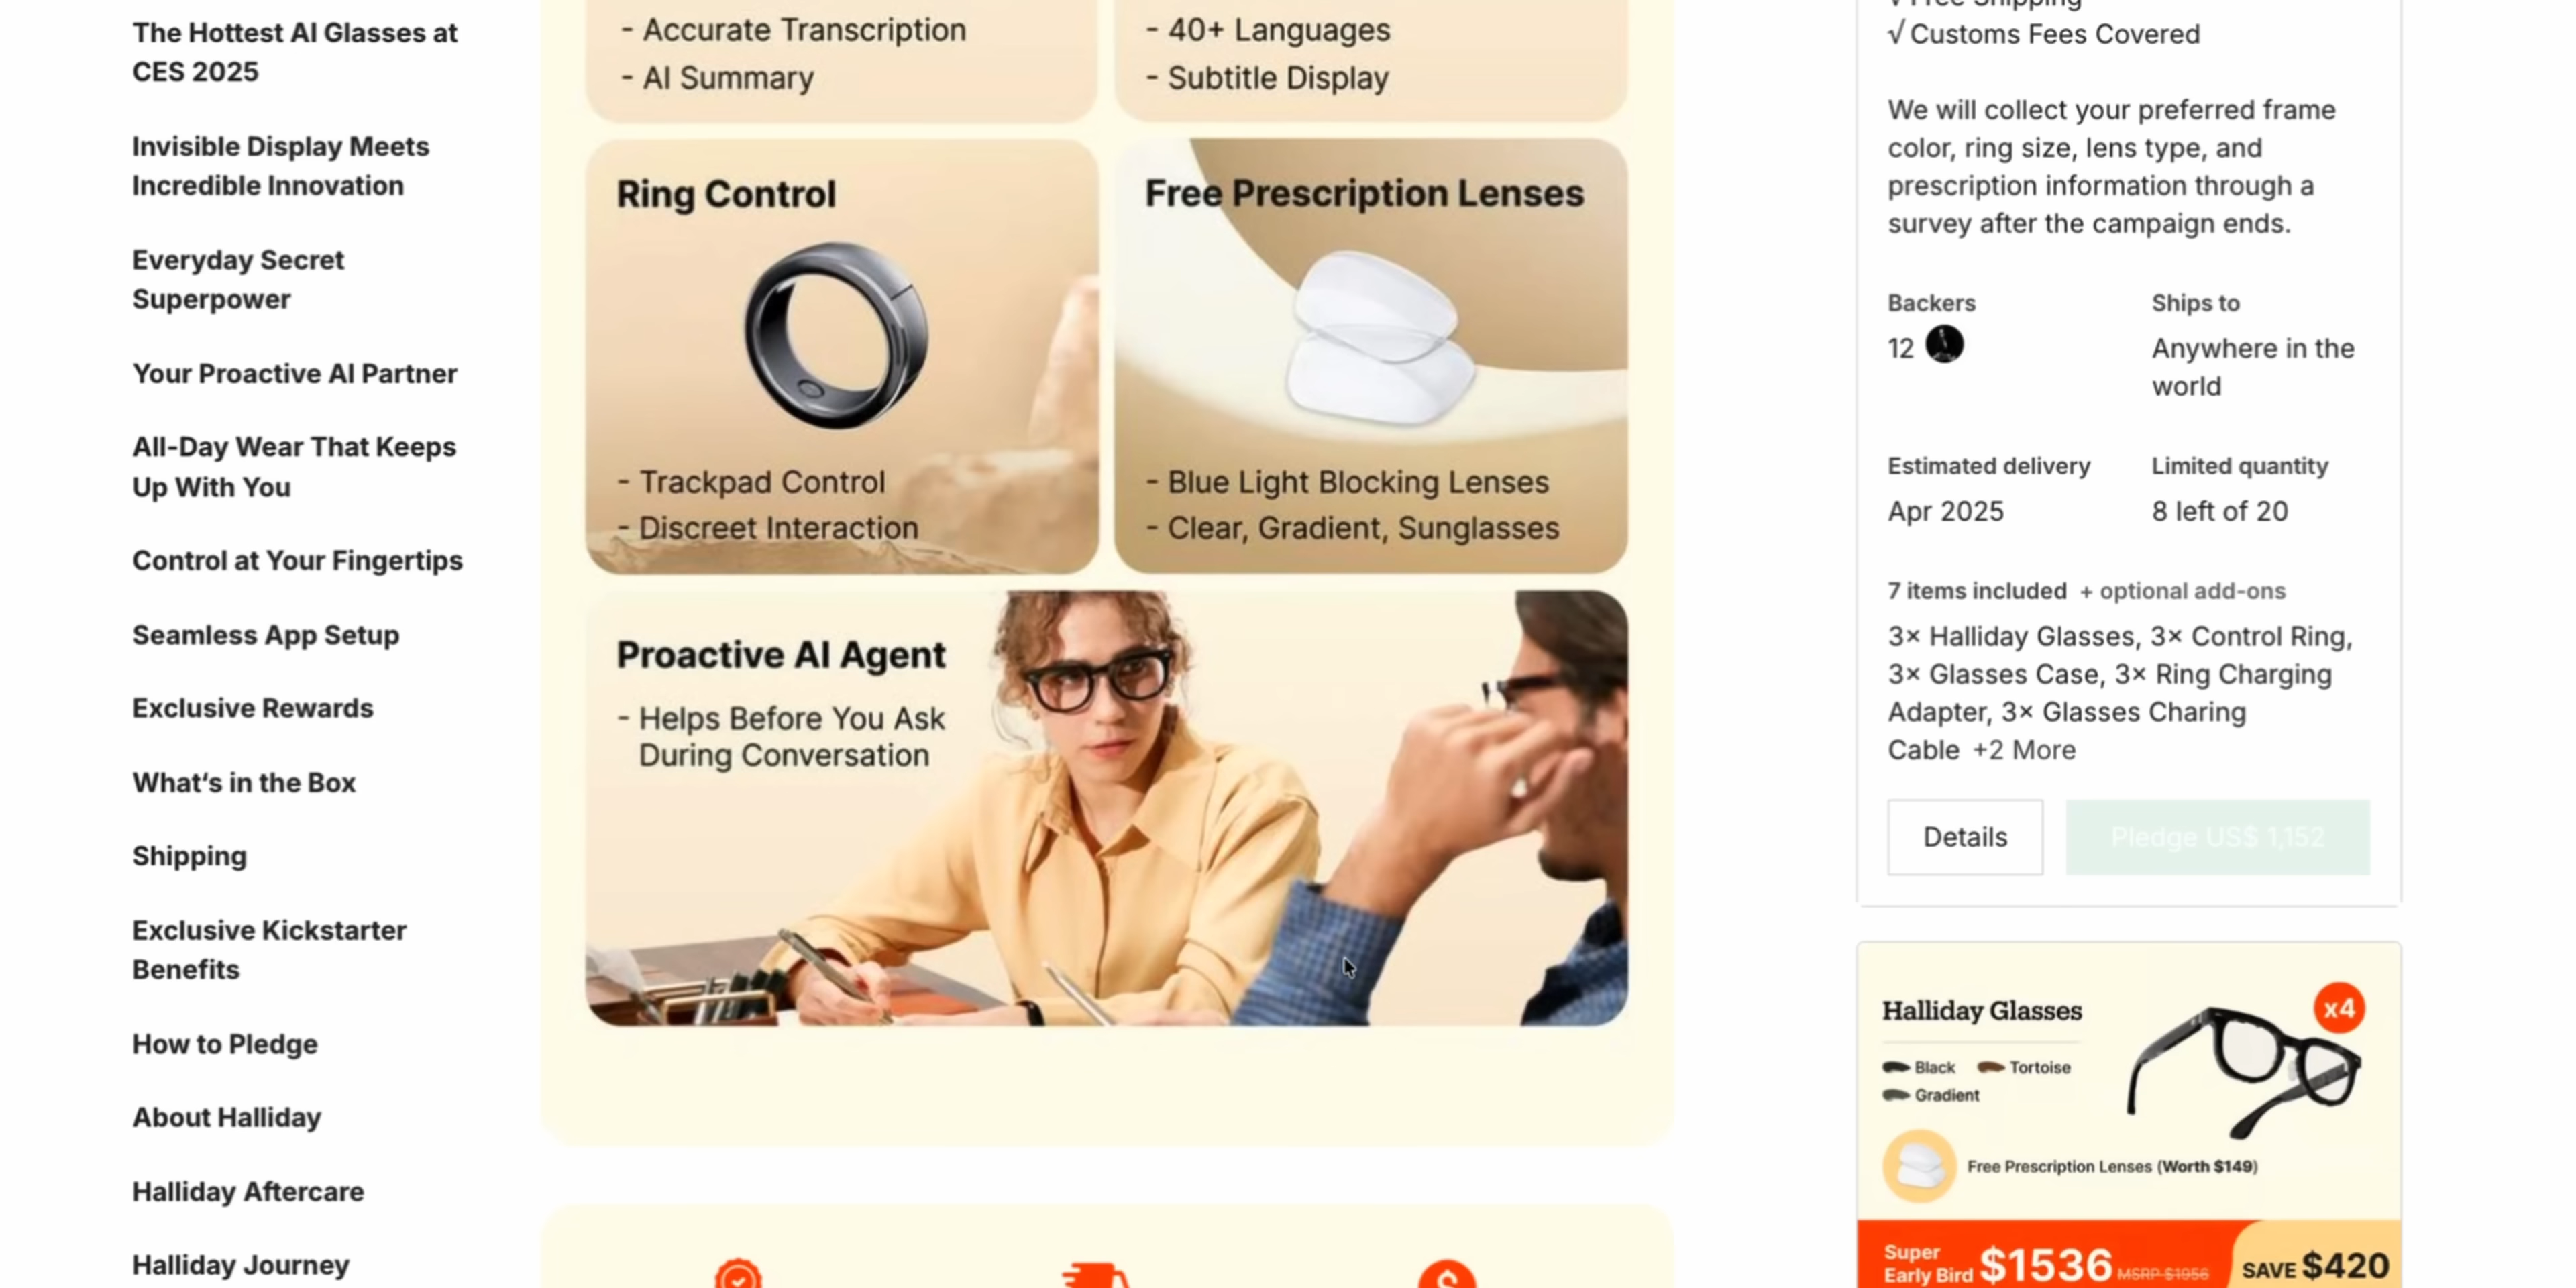 The Hottest AI Glasses at
CES 2025
Invisible Display Meets
Incredible Innovation
Everyday Secret
Superpower
Your Proactive AI Partner
All-Day Wear That Keeps
Up With You
Control at Your Fingertips
Seamless App Setup
Exclusive Rewards
What‘s in the Box
Shipping
Exclusive Kickstarter
Benefits
How to Pledge
About Halliday
Halliday Aftercare
Halliday Journey
- Accurate Transcription
- AI Summary
- 40+ Languages
- Subtitle Display
Ring Control
- Trackpad Control
- Discreet Interaction
Free Prescription Lenses
- Blue Light Blocking Lenses
- Clear, Gradient, Sunglasses
Proactive AI Agent
- Helps Before You Ask
During Conversation
√ Free Shipping
√ Customs Fees Covered
We will collect your preferred frame
color, ring size, lens type, and
prescription information through a
survey after the campaign ends.
Backers
12
Ships to
Anywhere in the
world
Estimated delivery
Apr 2025
Limited quantity
8 left of 20
7 items included + optional add-ons
3× Halliday Glasses, 3× Control Ring,
3× Glasses Case, 3× Ring Charging
Adapter, 3× Glasses Charing
Cable +2 More
Details
Pledge US$ 1,152
Halliday Glasses
x4
Black
Tortoise
Gradient
Free Prescription Lenses (Worth $149)
Super
Early Bird
$1536
MSRP $1956
SAVE $420